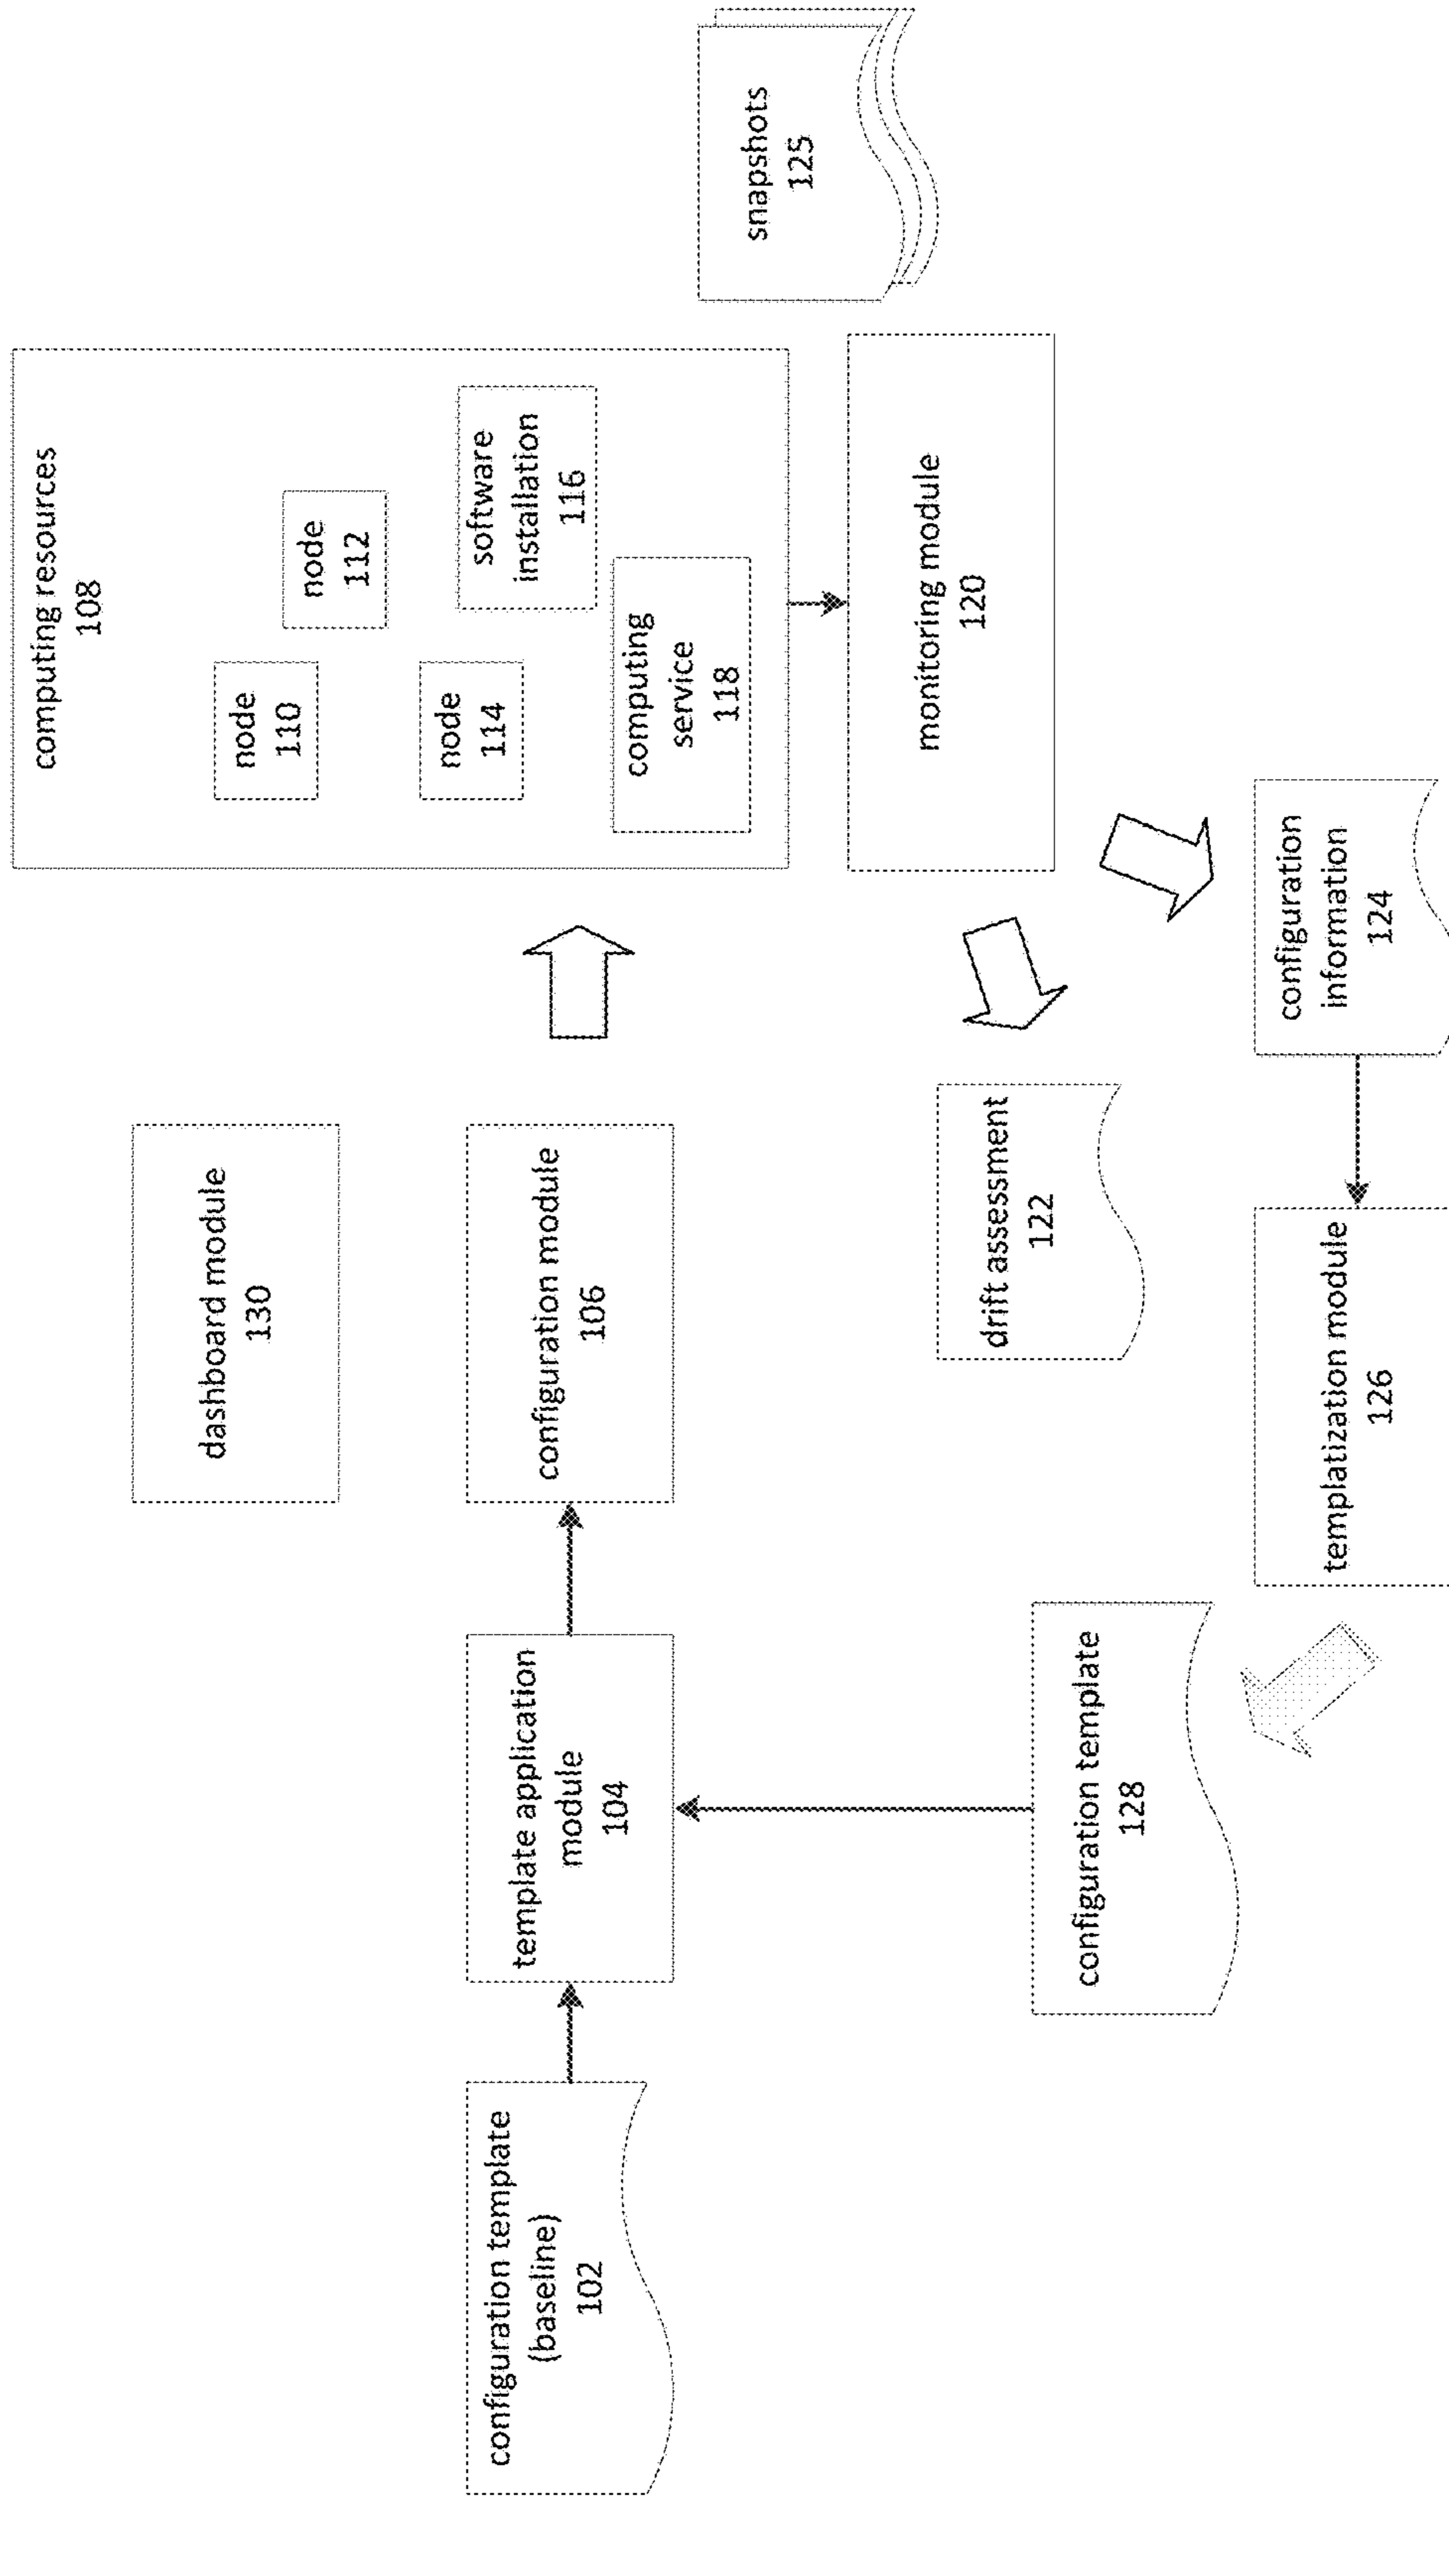 computing resources
108
node
110
node
112
node
114
software
installation
116
computing
service
118
snapshots
125
dashboard module
130
configuration template
(baseline)
102
template application
module
104
configuration module
106
monitoring module
120
drift assessment
122
configuration
information
124
configuration template
128
templatization module
126